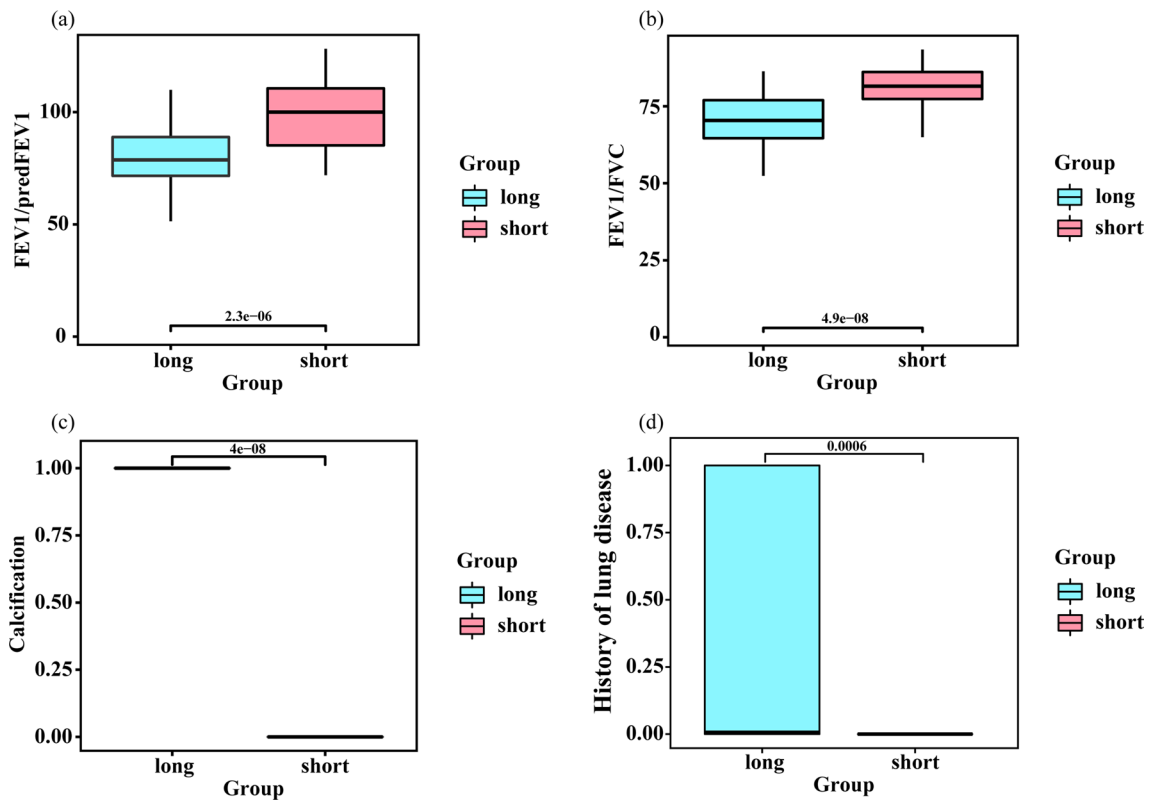 (a)
FEV1/predFEV1
100
50
0
2.3e−06
long
short
Group
Group
long
short
(b)
FEV1/FVC
75
50
25
0
4.9e−08
long
short
Group
Group
long
short
(c)
Calcification
1.00
0.75
0.50
0.25
0.00
4e−08
long
short
Group
Group
long
short
(d)
History of lung disease
1.00
0.75
0.50
0.25
0.00
0.0006
long
short
Group
Group
long
short